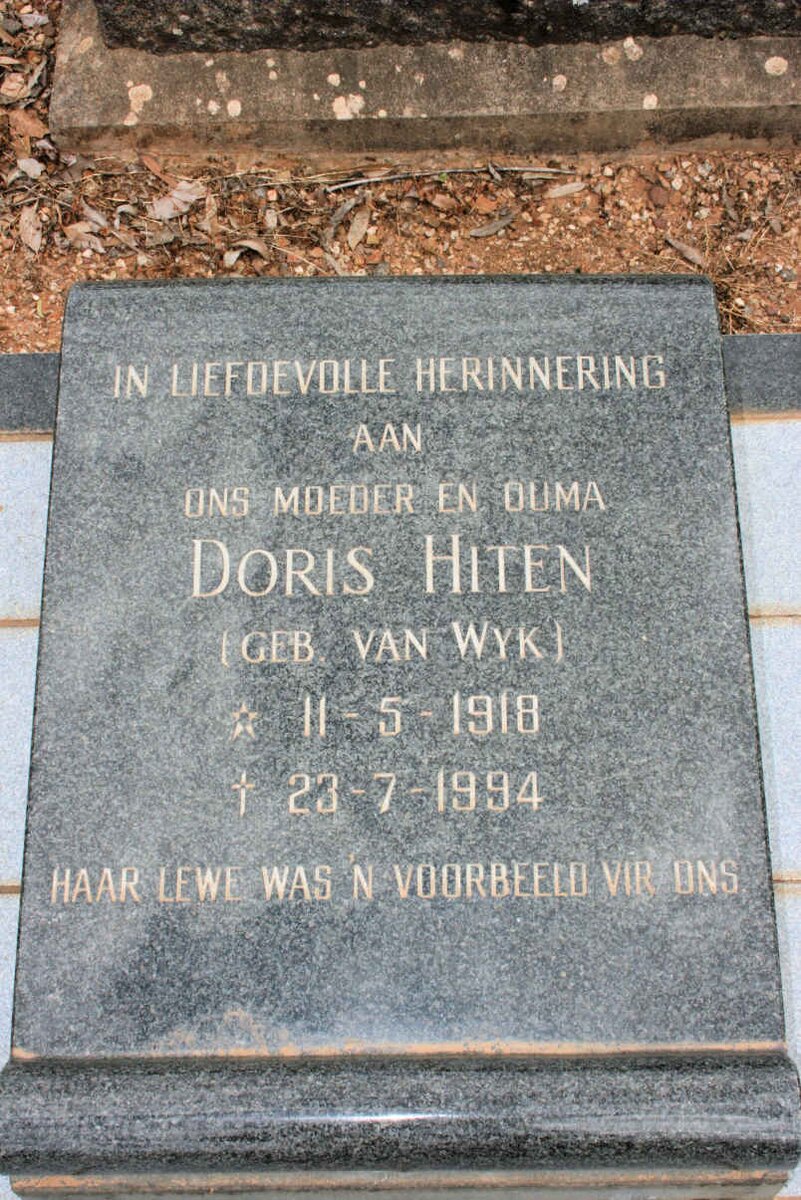 IN LIEFDEVOLLE HERINNERING
AAN
ONS MOEDER EN OUMA
DORIS HITEN
(GEB. VAN WYK)
☆ 11-5-1918
† 23-7-1994
HAAR LEWE WAS 'N VOORBEELD VIR ONS.